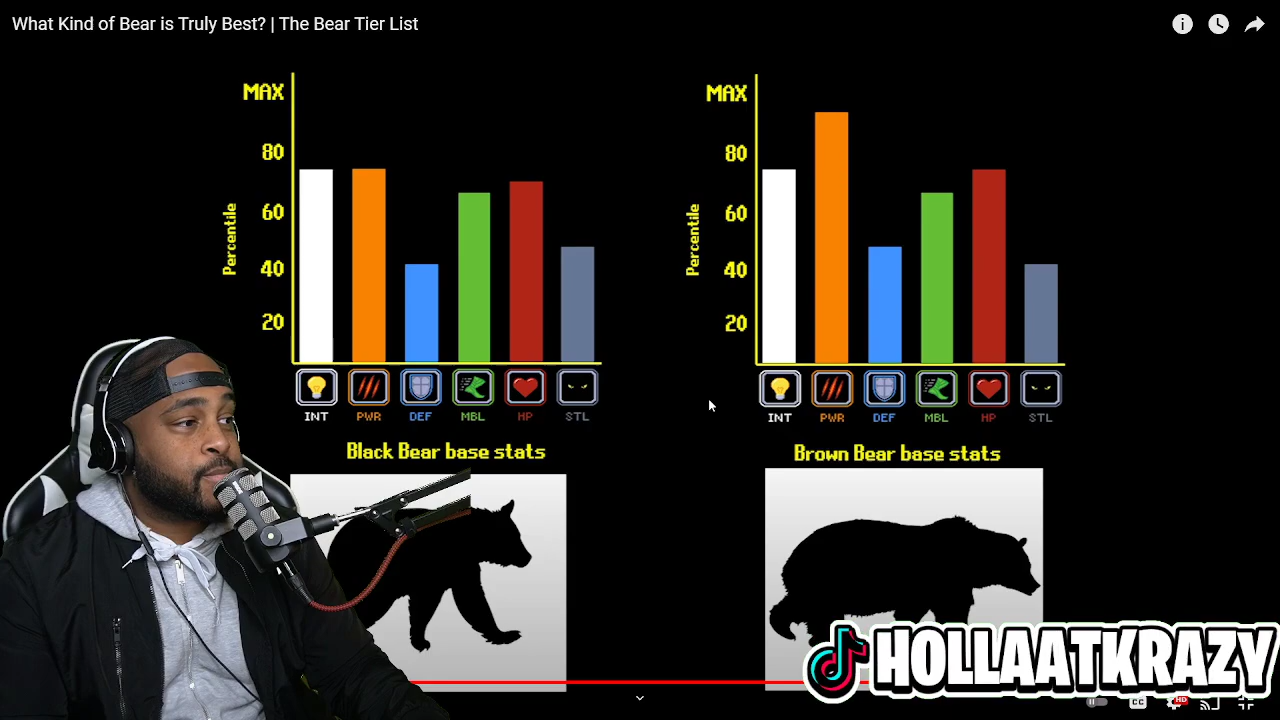 What Kind of Bear is Truly Best? | The Bear Tier List
MAX
80
60
40
20
Percentile
INT PWR DEF MBL HP STL
Black Bear base stats
MAX
80
60
40
20
Percentile
INT PWR DEF MBL HP STL
Brown Bear base stats
HOLLAATKRAZY
CC
HD